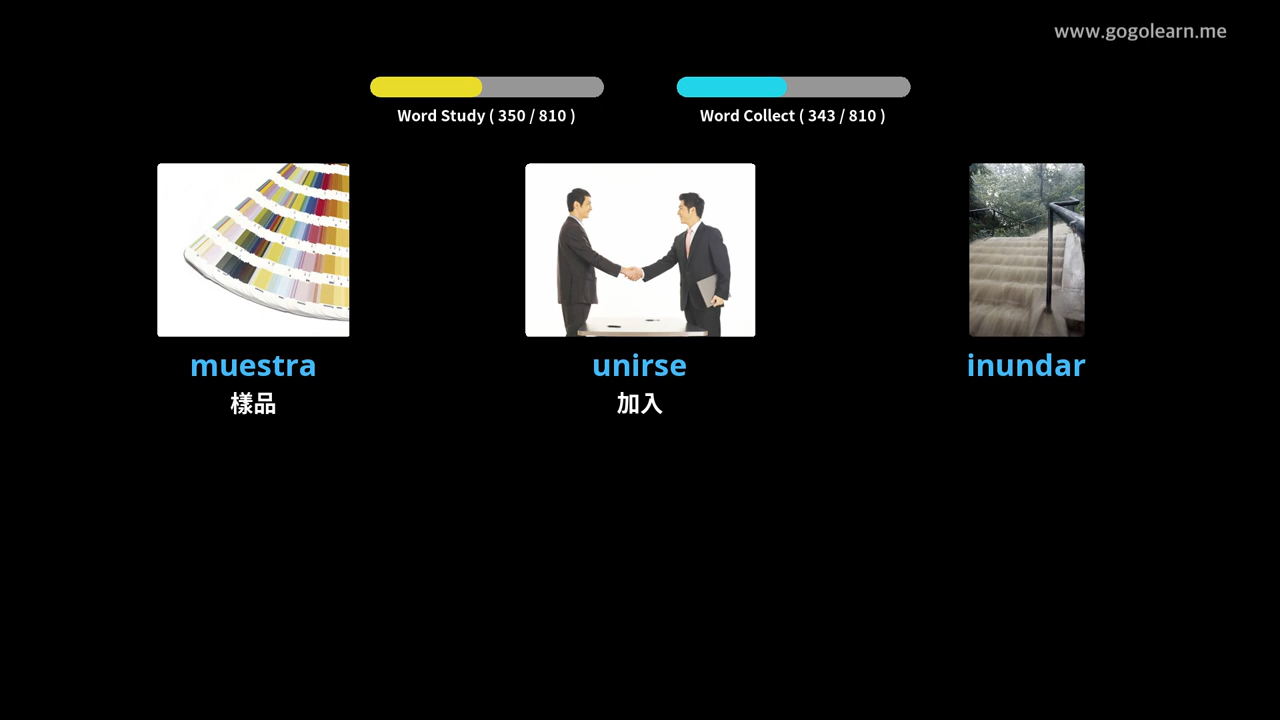 www.gogolearn.me
Word Study ( 350 / 810 )
Word Collect ( 343 / 810 )
muestra
樣品
unirse
加入
inundar